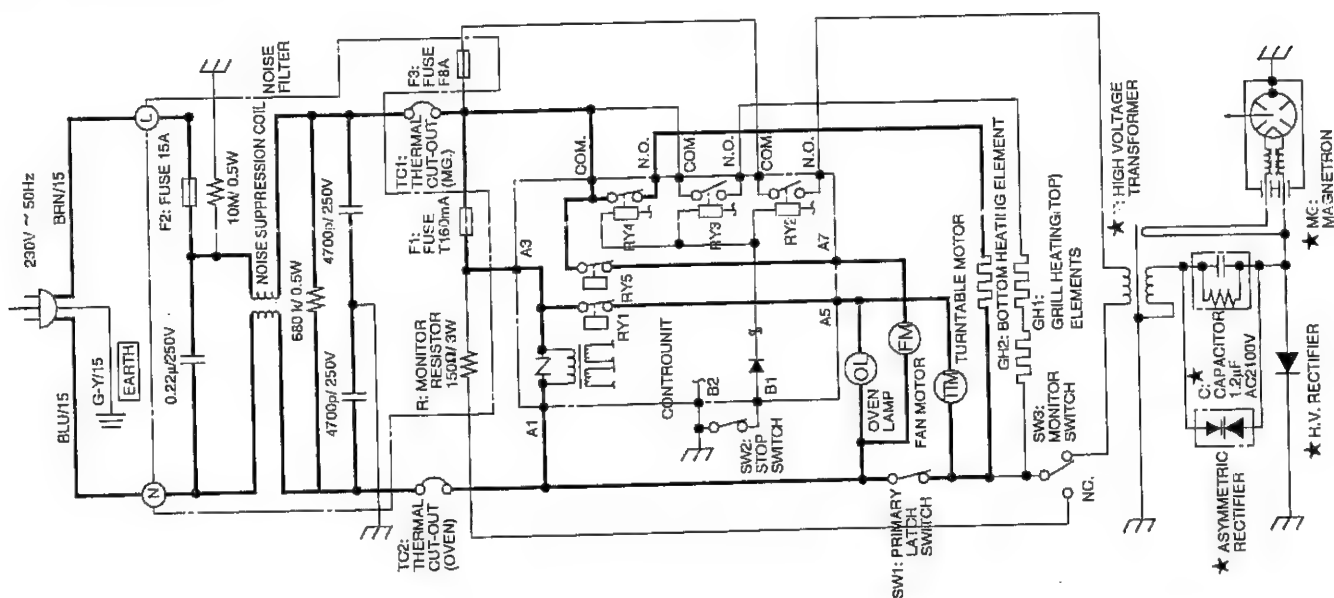 230V ~ 50Hz
BRN/15
BLU/15
G-Y/15
EARTH
L
N
F2: FUSE 15A
10M/ 0.5W
0.22µ/250V
NOISE SUPPRESSION COIL
NOISE
FILTER
680 k/ 0.5W
4700p/ 250V
4700p/ 250V
TC1:
THERMAL
CUT-OUT
(MG.)
F3:
FUSE
F8A
TC2:
THERMAL
CUT-OUT
(OVEN)
R: MONITOR
RESISTOR
150Ω/ 3W
F1:
FUSE
T160mA
A3
A1
COM.
N.O.
COM.
N.O.
COM.
N.O.
RY4
RY3
RY2
RY5
RY1
A7
A5
CONTROUNIT
B2
B1
SW2:
STOP
SWITCH
OL
OVEN
LAMP
FM
FAN MOTOR
TM
TURNTABLE MOTOR
SW1: PRIMARY
LATCH
SWITCH
GH2: BOTTOM HEATING ELEMENT
GH1:
GRILL HEATING(TOP)
ELEMENTS
SW3:
MONITOR
SWITCH
NC.
★ T: HIGH VOLTAGE
TRANSFORMER
C: ★
CAPACITOR
1.2µF
AC2100V
★ ASYMMETRIC
RECTIFIER
★ H.V. RECTIFIER
★ MG:
MAGNETRON